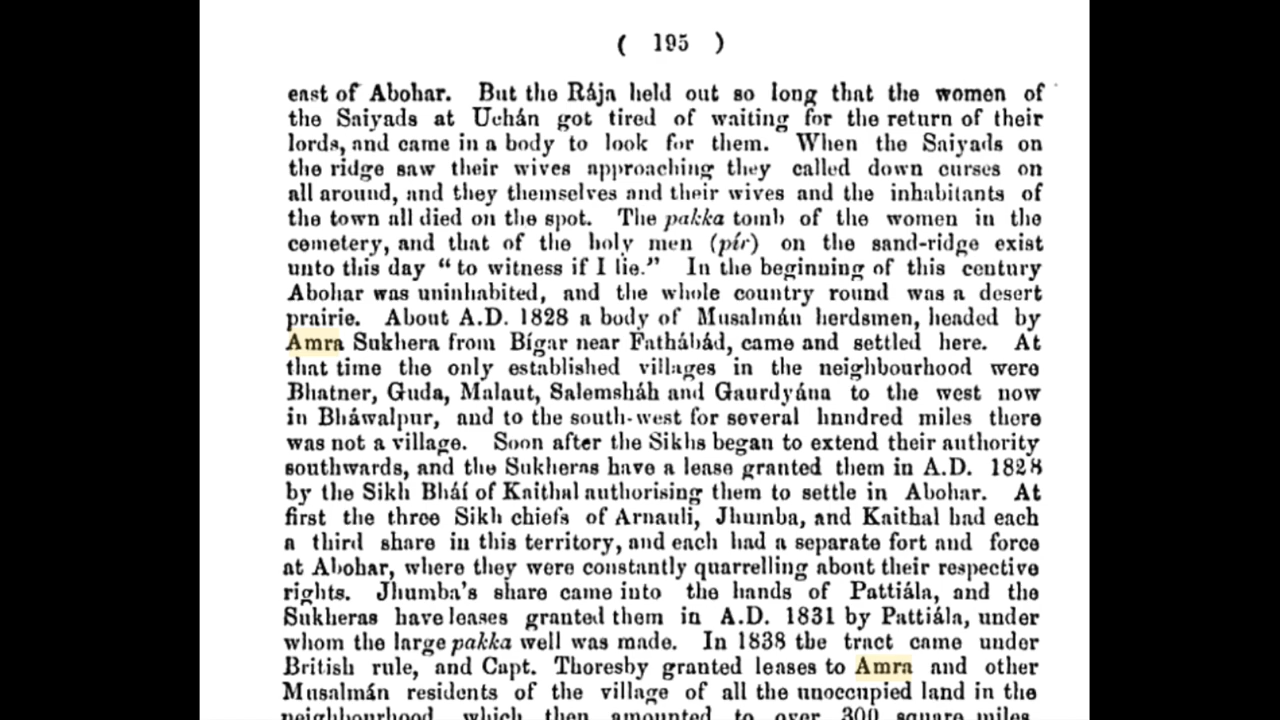 ( 195 )
east of Abohar. But the Rája held out so long that the women of
the Saiyads at Uchán got tired of waiting for the return of their
lords, and came in a body to look for them. When the Saiyads on
the ridge saw their wives approaching they called down curses on
all around, and they themselves and their wives and the inhabitants of
the town all died on the spot. The pakka tomb of the women in the
cemetery, and that of the holy men (pír) on the sand-ridge exist
unto this day “ to witness if I lie.” In the beginning of this century
Abohar was uninhabited, and the whole country round was a desert
prairie. About A.D. 1828 a body of Musalmán herdsmen, headed by
Amra Sukhera from Bígar near Fathábád, came and settled here. At
that time the only established villages in the neighbourhood were
Bhatner, Guda, Malaut, Salemsháh and Gaurdyána to the west now
in Bháwalpur, and to the south-west for several hundred miles there
was not a village. Soon after the Sikhs began to extend their authority
southwards, and the Sukheras have a lease granted them in A.D. 1828
by the Sikh Bháí of Kaithal authorising them to settle in Abohar. At
first the three Sikh chiefs of Arnauli, Jhumba, and Kaithal had each
a third share in this territory, and each had a separate fort and force
at Abohar, where they were constantly quarrelling about their respective
rights. Jhumba's share came into the hands of Pattiála, and the
Sukheras have leases granted them in A.D. 1831 by Pattiála, under
whom the large pakka well was made. In 1838 the tract came under
British rule, and Capt. Thoresby granted leases to Amra and other
Musalmán residents of the village of all the unoccupied land in the
neighbourhood which then amounted to over 300 square miles